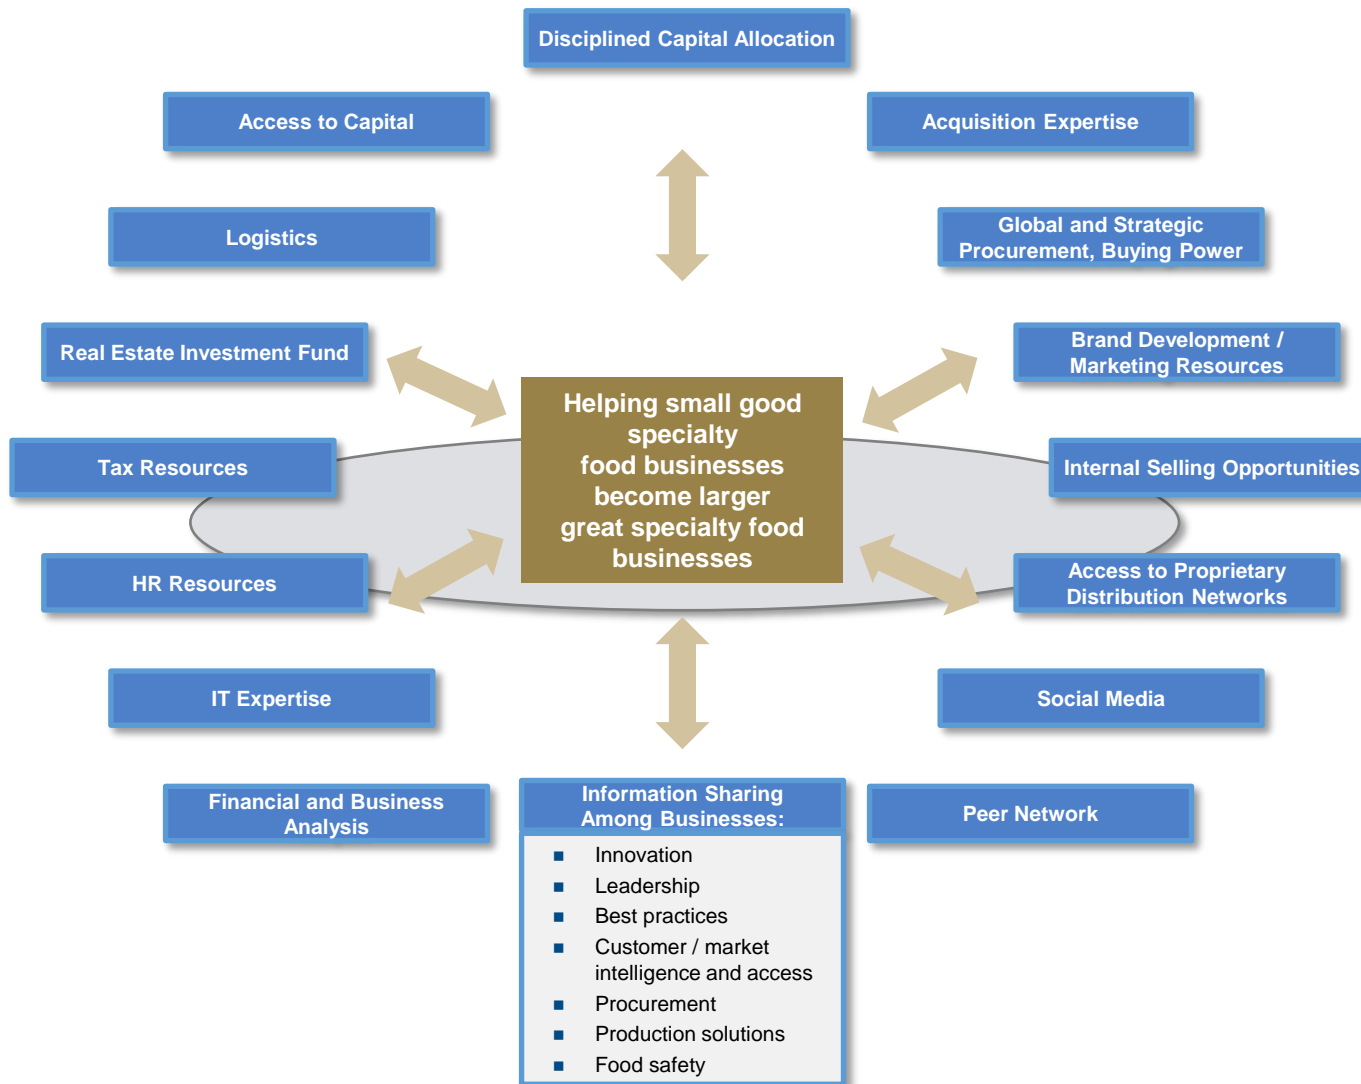 Disciplined Capital Allocation
Access to Capital
Acquisition Expertise
Logistics
Global and Strategic
Procurement, Buying Power
Real Estate Investment Fund
Brand Development /
Marketing Resources
Helping small good
specialty
food businesses
become larger
great specialty food
businesses
Tax Resources
Internal Selling Opportunities
HR Resources
Access to Proprietary
Distribution Networks
IT Expertise
Social Media
Financial and Business
Analysis
Information Sharing
Among Businesses:
Peer Network
Innovation
Leadership
Best practices
Customer / market
intelligence and access
Procurement
Production solutions
Food safety